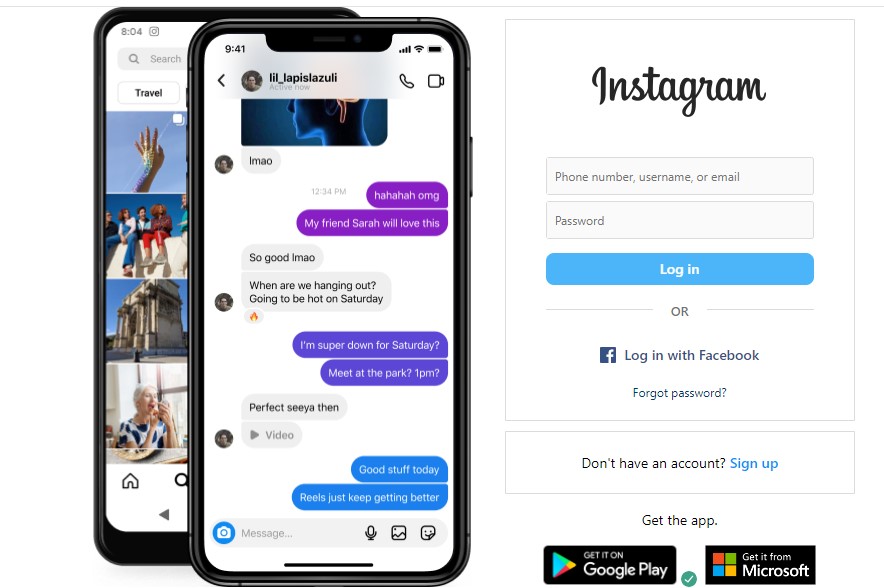 8:04
Search
Travel
9:41
lil_lapislazuli
Active now
lmao
12:34 PM
hahahah omg
My friend Sarah will love this
So good lmao
When are we hanging out?
Going to be hot on Saturday
I'm super down for Saturday?
Meet at the park? 1pm?
Perfect seeya then
Video
Good stuff today
Reels just keep getting better
Message...
Instagram
Phone number, username, or email
Password
Log in
OR
Log in with Facebook
Forgot password?
Don't have an account? Sign up
Get the app.
GET IT ON
Google Play
Get it from
Microsoft